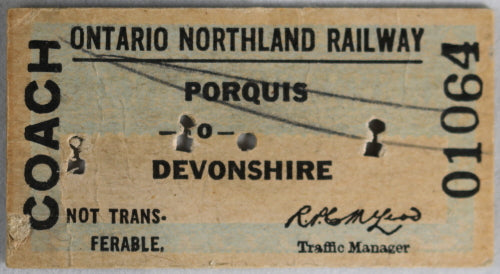 COACH
ONTARIO NORTHLAND RAILWAY
PORQUIS
—o—
DEVONSHIRE
NOT TRANS-
FERABLE.
Traffic Manager
01064